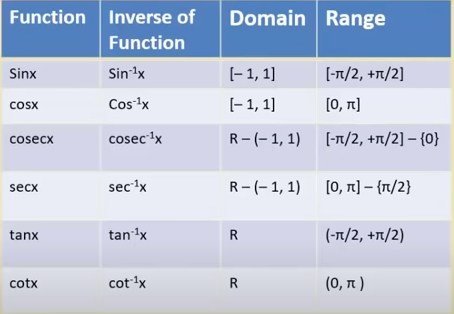 Function Inverse of Function Domain Range
Sinx Sin⁻¹x [– 1, 1] [-π/2, +π/2]
cosx Cos⁻¹x [– 1, 1] [0, π]
cosecx cosec⁻¹x R – (– 1, 1) [-π/2, +π/2] – {0}
secx sec⁻¹x R – (– 1, 1) [0, π] – {π/2}
tanx tan⁻¹x R (-π/2, +π/2)
cotx cot⁻¹x R (0, π )